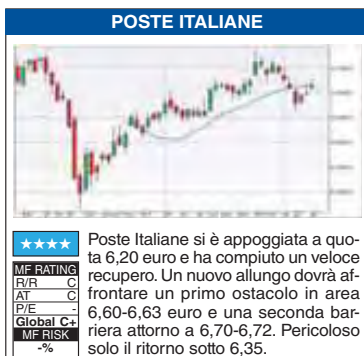 POSTE ITALIANE
★★★★
MF RATING
R/R C
AT C
P/E -
Global C+
MF RISK
-%
Poste Italiane si è appoggiata a quo-
ta 6,20 euro e ha compiuto un veloce
recupero. Un nuovo allungo dovrà af-
frontare un primo ostacolo in area
6,60-6,63 euro e una seconda bar-
riera attorno a 6,70-6,72. Pericoloso
solo il ritorno sotto 6,35.